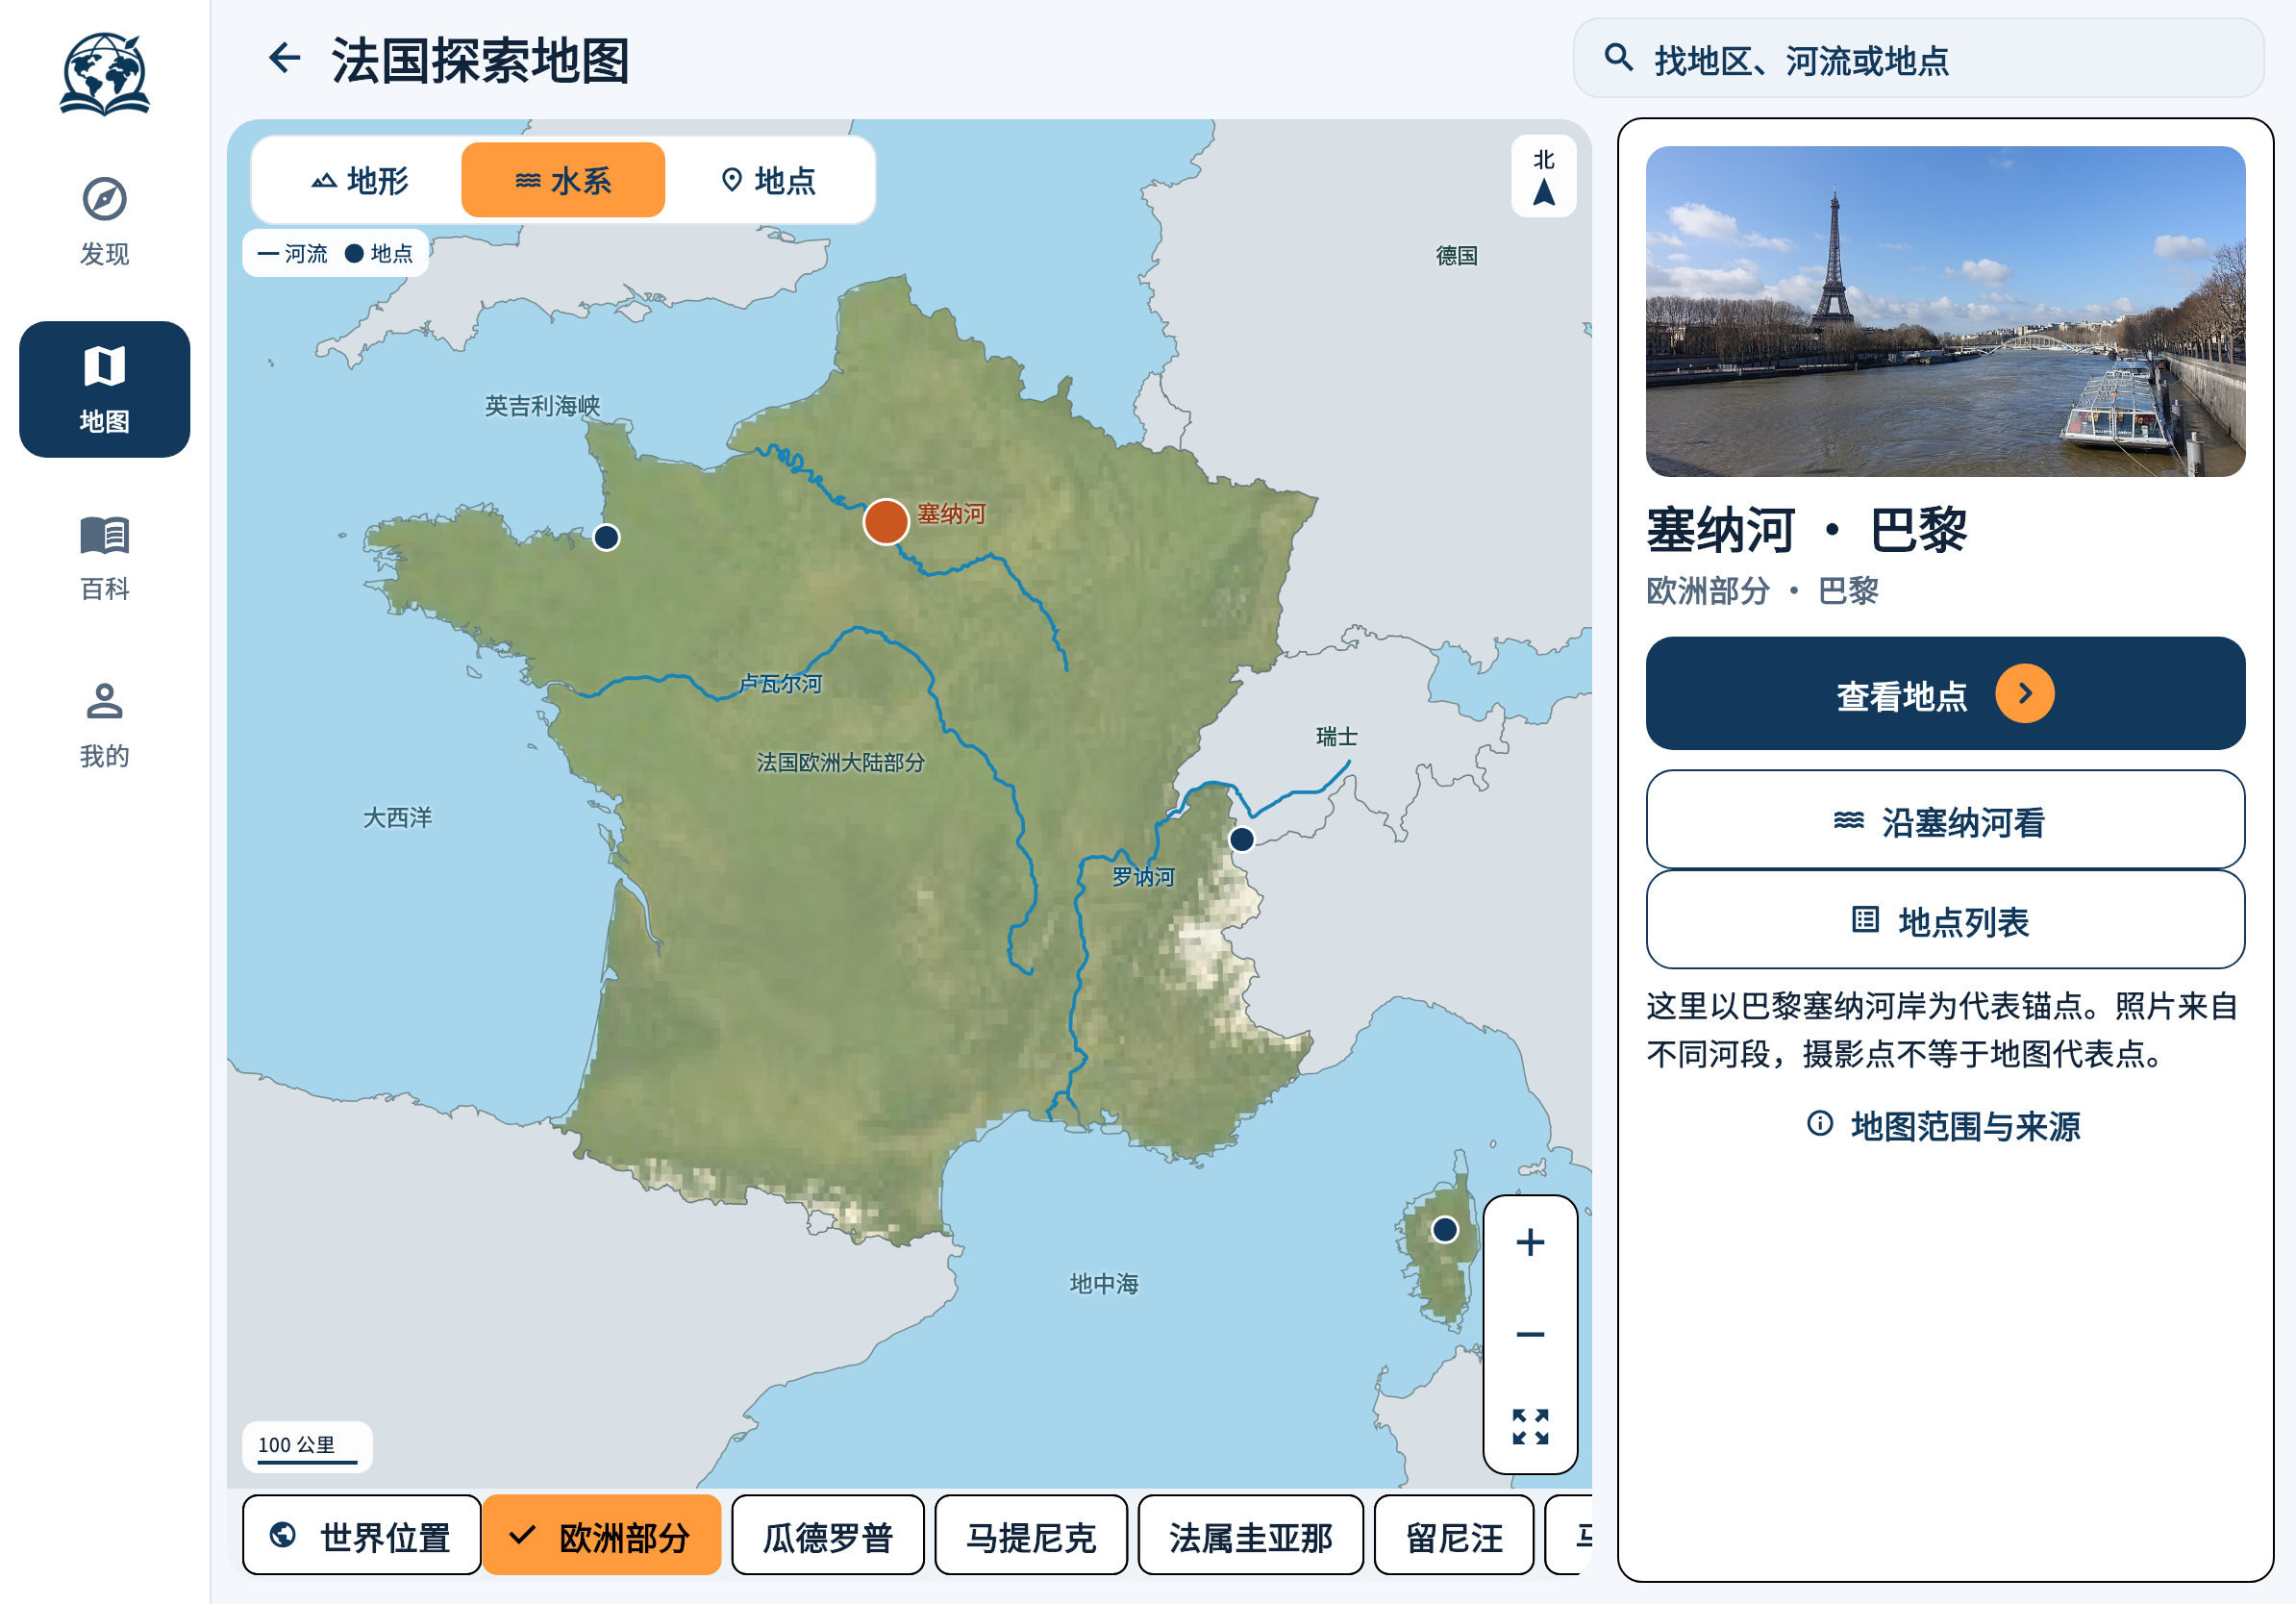 法国探索地图
找地区、河流或地点
发现
地图
百科
我的
地形
水系
地点
河流
地点
北
德国
英吉利海峡
塞纳河
卢瓦尔河
法国欧洲大陆部分
瑞士
大西洋
罗讷河
地中海
100 公里
世界位置
欧洲部分
瓜德罗普
马提尼克
法属圭亚那
留尼汪
塞纳河 · 巴黎
欧洲部分 · 巴黎
查看地点
沿塞纳河看
地点列表
这里以巴黎塞纳河岸为代表锚点。照片来自
不同河段，摄影点不等于地图代表点。
地图范围与来源